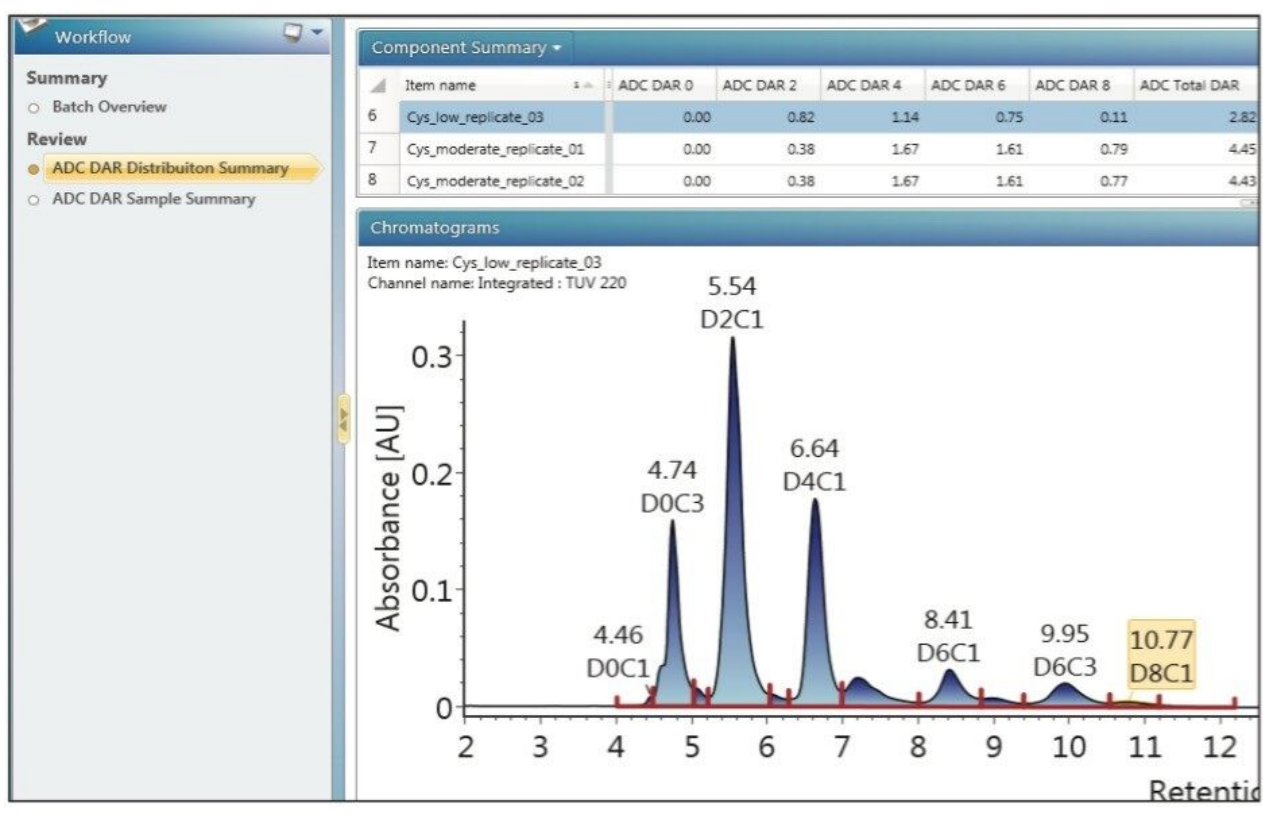 Workflow
Summary
Batch Overview
Review
ADC DAR Distribuiton Summary
ADC DAR Sample Summary
Component Summary
Item name ADC DAR 0 ADC DAR 2 ADC DAR 4 ADC DAR 6 ADC DAR 8 ADC Total DAR
6 Cys_low_replicate_03 0.00 0.82 1.14 0.75 0.11 2.82
7 Cys_moderate_replicate_01 0.00 0.38 1.67 1.61 0.79 4.45
8 Cys_moderate_replicate_02 0.00 0.38 1.67 1.61 0.77 4.43
Chromatograms
Item name: Cys_low_replicate_03
Channel name: Integrated : TUV 220
5.54
D2C1
0.3
Absorbance [AU]
6.64
D4C1
4.74
D0C3
0.2
0.1
4.46
D0C1
8.41
D6C1
9.95
D6C3
10.77
D8C1
0
2 3 4 5 6 7 8 9 10 11 12